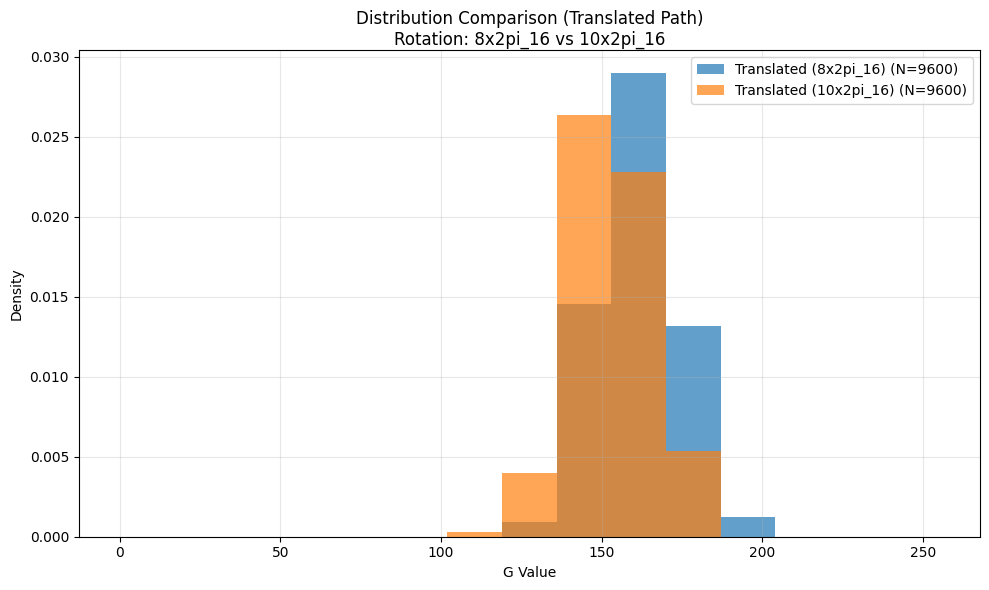 Distribution Comparison (Translated Path)
Rotation: 8x2pi_16 vs 10x2pi_16
Translated (8x2pi_16) (N=9600)
Translated (10x2pi_16) (N=9600)
0.030
0.025
0.020
0.015
0.010
0.005
0.000
Density
0 50 100 150 200 250
G Value